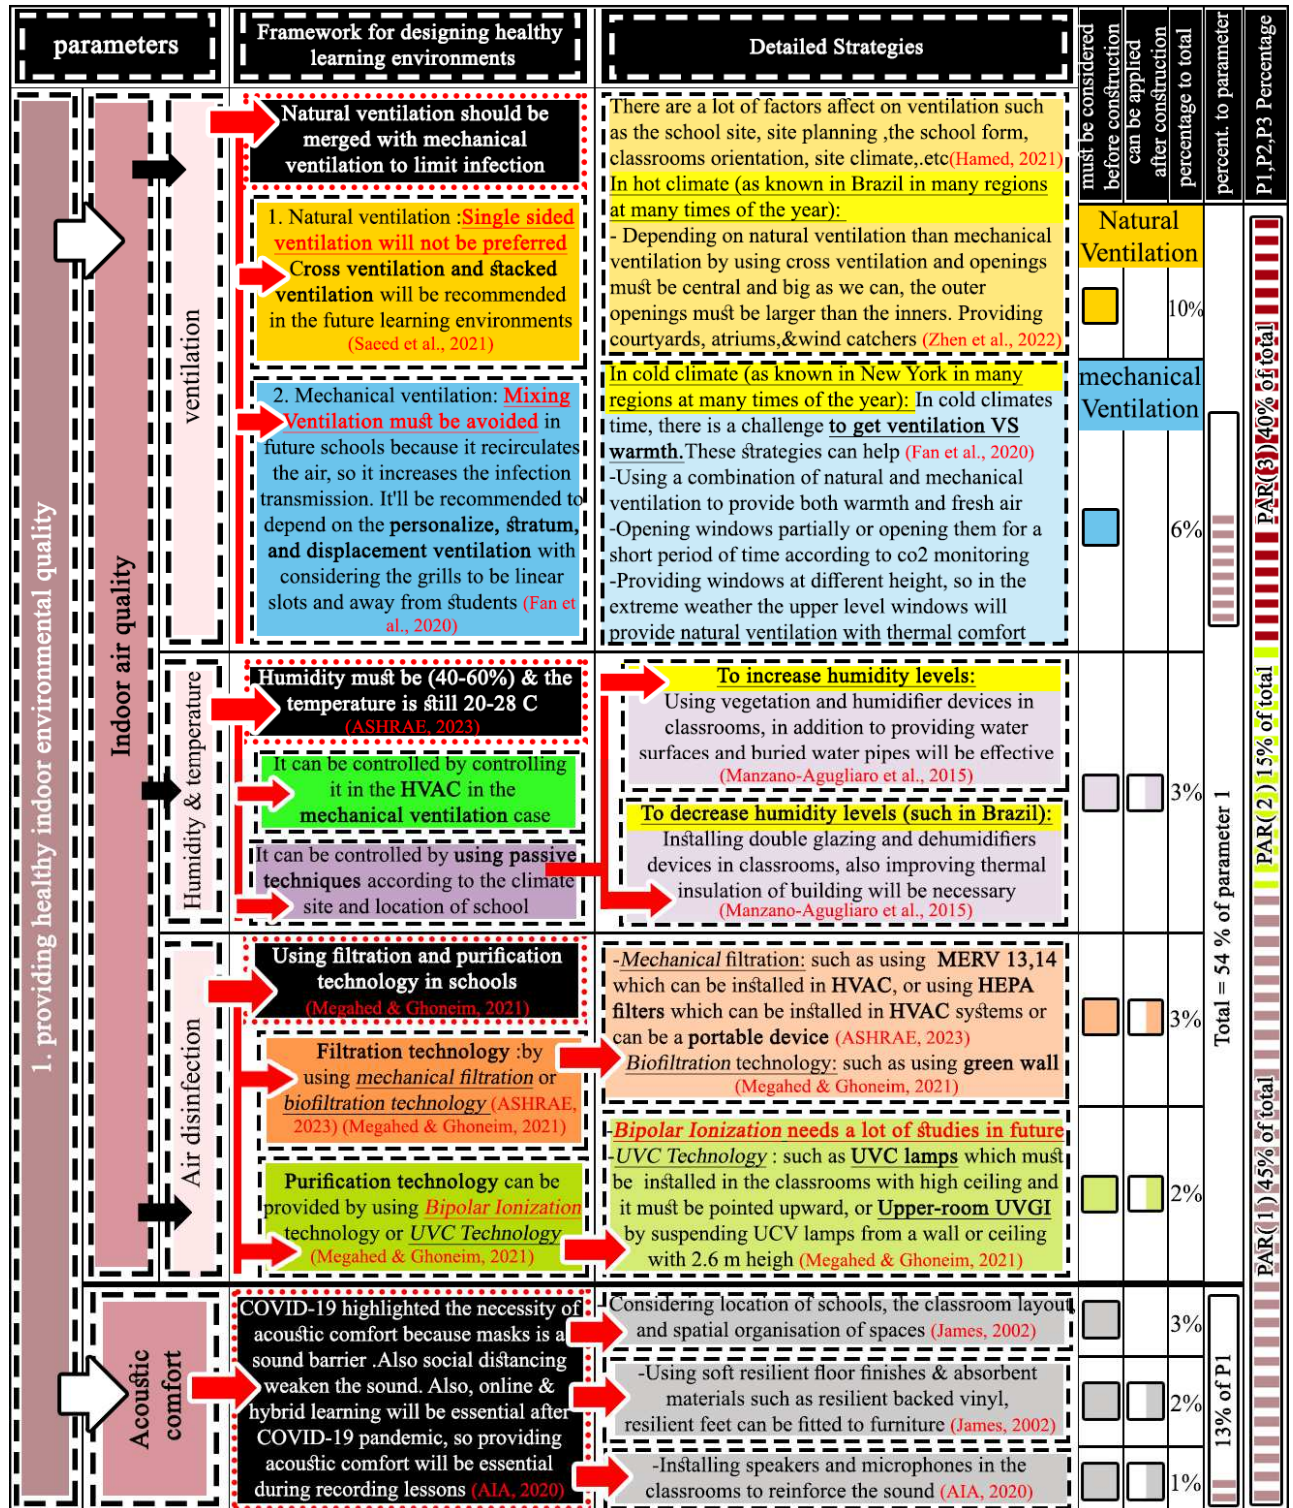 parameters
Framework for designing healthy
learning environments
Detailed Strategies
must be considered
before construction
can be applied
after construction
percentage to total
percent. to parameter
P1,P2,P3 Percentage
1. providing healthy indoor environmental quality
Indoor air quality
ventilation
Natural ventilation should be
merged with mechanical
ventilation to limit infection
1. Natural ventilation :Single sided
ventilation will not be preferred
Cross ventilation and stacked
ventilation will be recommended
in the future learning environments
(Saeed et al., 2021)
2. Mechanical ventilation: Mixing
Ventilation must be avoided in
future schools because it recirculates
the air, so it increases the infection
transmission. It'll be recommended to
depend on the personalize, stratum,
and displacement ventilation with
considering the grills to be linear
slots and away from students (Fan et
al., 2020)
There are a lot of factors affect on ventilation such
as the school site, site planning ,the school form,
classrooms orientation, site climate,.etc(Hamed, 2021)
In hot climate (as known in Brazil in many regions
at many times of the year):
- Depending on natural ventilation than mechanical
ventilation by using cross ventilation and openings
must be central and big as we can, the outer
openings must be larger than the inners. Providing
courtyards, atriums,&wind catchers (Zhen et al., 2022)
In cold climate (as known in New York in many
regions at many times of the year): In cold climates
time, there is a challenge to get ventilation VS
warmth.These strategies can help (Fan et al., 2020)
-Using a combination of natural and mechanical
ventilation to provide both warmth and fresh air
-Opening windows partially or opening them for a
short period of time according to co2 monitoring
-Providing windows at different height, so in the
extreme weather the upper level windows will
provide natural ventilation with thermal comfort
Natural
Ventilation
10%
mechanical
Ventilation
6%
Humidity & temperature
Humidity must be (40-60%) & the
temperature is still 20-28 C
(ASHRAE, 2023)
It can be controlled by controlling
it in the HVAC in the
mechanical ventilation case
It can be controlled by using passive
techniques according to the climate
site and location of school
To increase humidity levels:
Using vegetation and humidifier devices in
classrooms, in addition to providing water
surfaces and buried water pipes will be effective
(Manzano-Agugliaro et al., 2015)
To decrease humidity levels (such in Brazil):
Installing double glazing and dehumidifiers
devices in classrooms, also improving thermal
insulation of building will be necessary
(Manzano-Agugliaro et al., 2015)
3%
Air disinfection
Using filtration and purification
technology in schools
(Megahed & Ghoneim, 2021)
Filtration technology :by
using mechanical filtration or
biofiltration technology (ASHRAE,
2023) (Megahed & Ghoneim, 2021)
Purification technology can be
provided by using Bipolar Ionization
technology or UVC Technology
(Megahed & Ghoneim, 2021)
-Mechanical filtration: such as using MERV 13,14
which can be installed in HVAC, or using HEPA
filters which can be installed in HVAC systems or
can be a portable device (ASHRAE, 2023)
-Biofiltration technology: such as using green wall
(Megahed & Ghoneim, 2021)
3%
-Bipolar Ionization needs a lot of studies in future
-UVC Technology : such as UVC lamps which must
be installed in the classrooms with high ceiling and
it must be pointed upward, or Upper-room UVGI
by suspending UCV lamps from a wall or ceiling
with 2.6 m heigh (Megahed & Ghoneim, 2021)
2%
Total = 54 % of parameter 1
Acoustic
comfort
COVID-19 highlighted the necessity of
acoustic comfort because masks is a
sound barrier .Also social distancing
weaken the sound. Also, online &
hybrid learning will be essential after
COVID-19 pandemic, so providing
acoustic comfort will be essential
during recording lessons (AIA, 2020)
-Considering location of schools, the classroom layout,
and spatial organisation of spaces (James, 2002)
3%
-Using soft resilient floor finishes & absorbent
materials such as resilient backed vinyl,
resilient feet can be fitted to furniture (James, 2002)
2%
-Installing speakers and microphones in the
classrooms to reinforce the sound (AIA, 2020)
1%
13% of P1
PAR(3) 40% of total
PAR( 2 ) 15% of total
PAR( 1 ) 45% of total